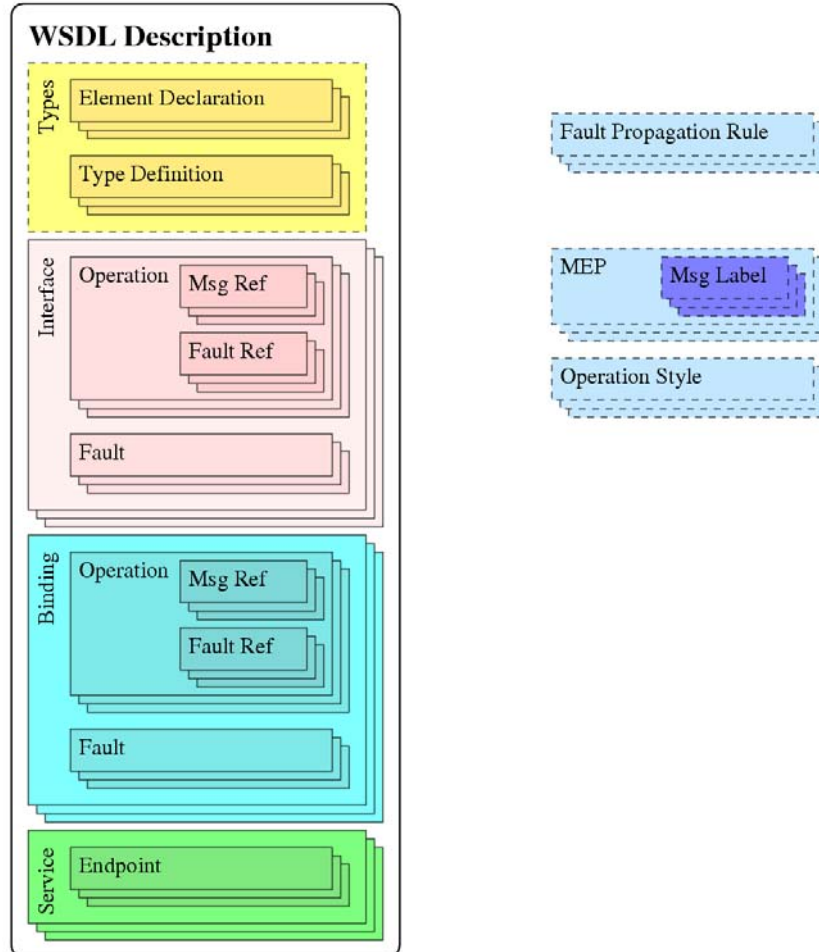 WSDL Description
Types
Element Declaration
Type Definition
Interface
Operation
Msg Ref
Fault Ref
Fault
Binding
Operation
Msg Ref
Fault Ref
Fault
Service
Endpoint
Fault Propagation Rule
MEP
Msg Label
Operation Style